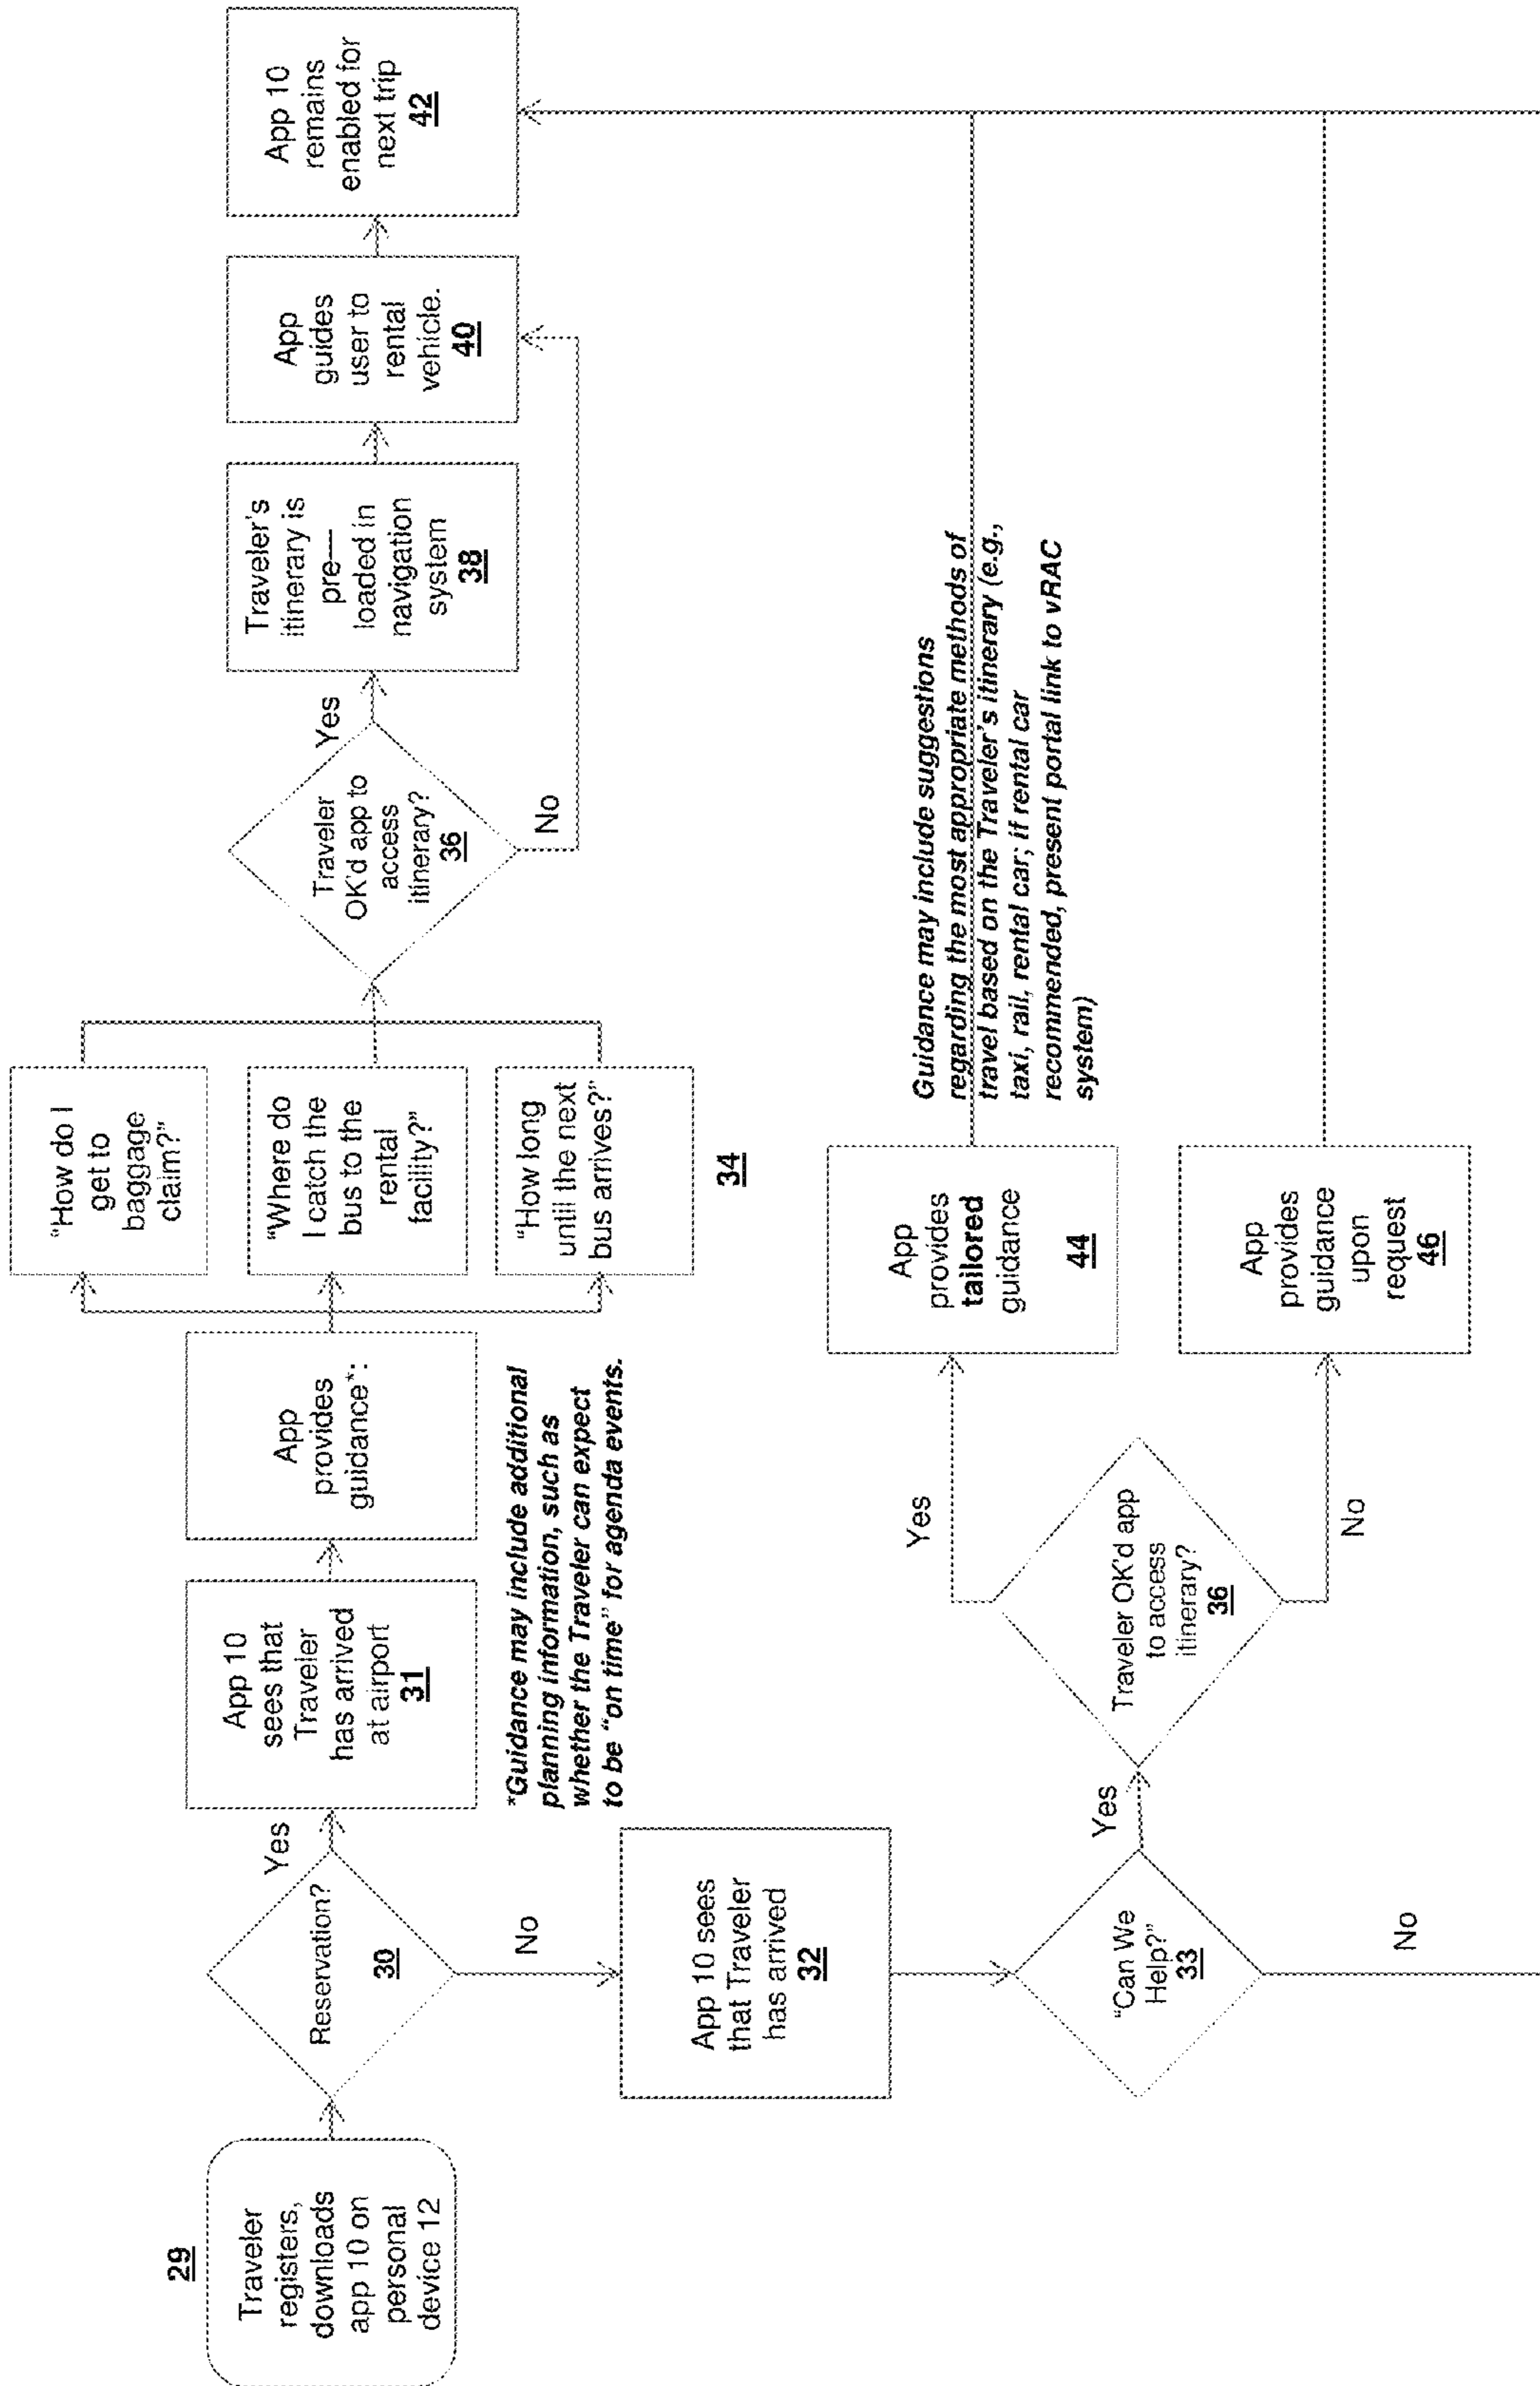 29
Traveler
registers,
downloads
app 10 on
personal
device 12
Reservation?
30
Yes
No
App 10
sees that
Traveler
has arrived
at airport
31
App
provides
guidance*:
*Guidance may include additional
planning information, such as
whether the Traveler can expect
to be "on time" for agenda events.
"How do I
get to
baggage
claim?"
"Where do
I catch the
bus to the
rental
facility?"
"How long
until the next
bus arrives?"
34
Traveler
OK'd app to
access
itinerary?
36
Yes
No
Traveler's
itinerary is
pre—
loaded in
navigation
system
38
App
guides
user to
rental
vehicle.
40
App 10
remains
enabled for
next trip
42
App 10 sees
that Traveler
has arrived
32
"Can We
Help?"
33
Yes
No
Traveler OK'd app
to access
itinerary?
36
Yes
No
App
provides
tailored
guidance
44
Guidance may include suggestions
regarding the most appropriate methods of
travel based on the Traveler's itinerary (e.g.,
taxi, rail, rental car; if rental car
recommended, present portal link to vRAC
system)
App
provides
guidance
upon
request
46